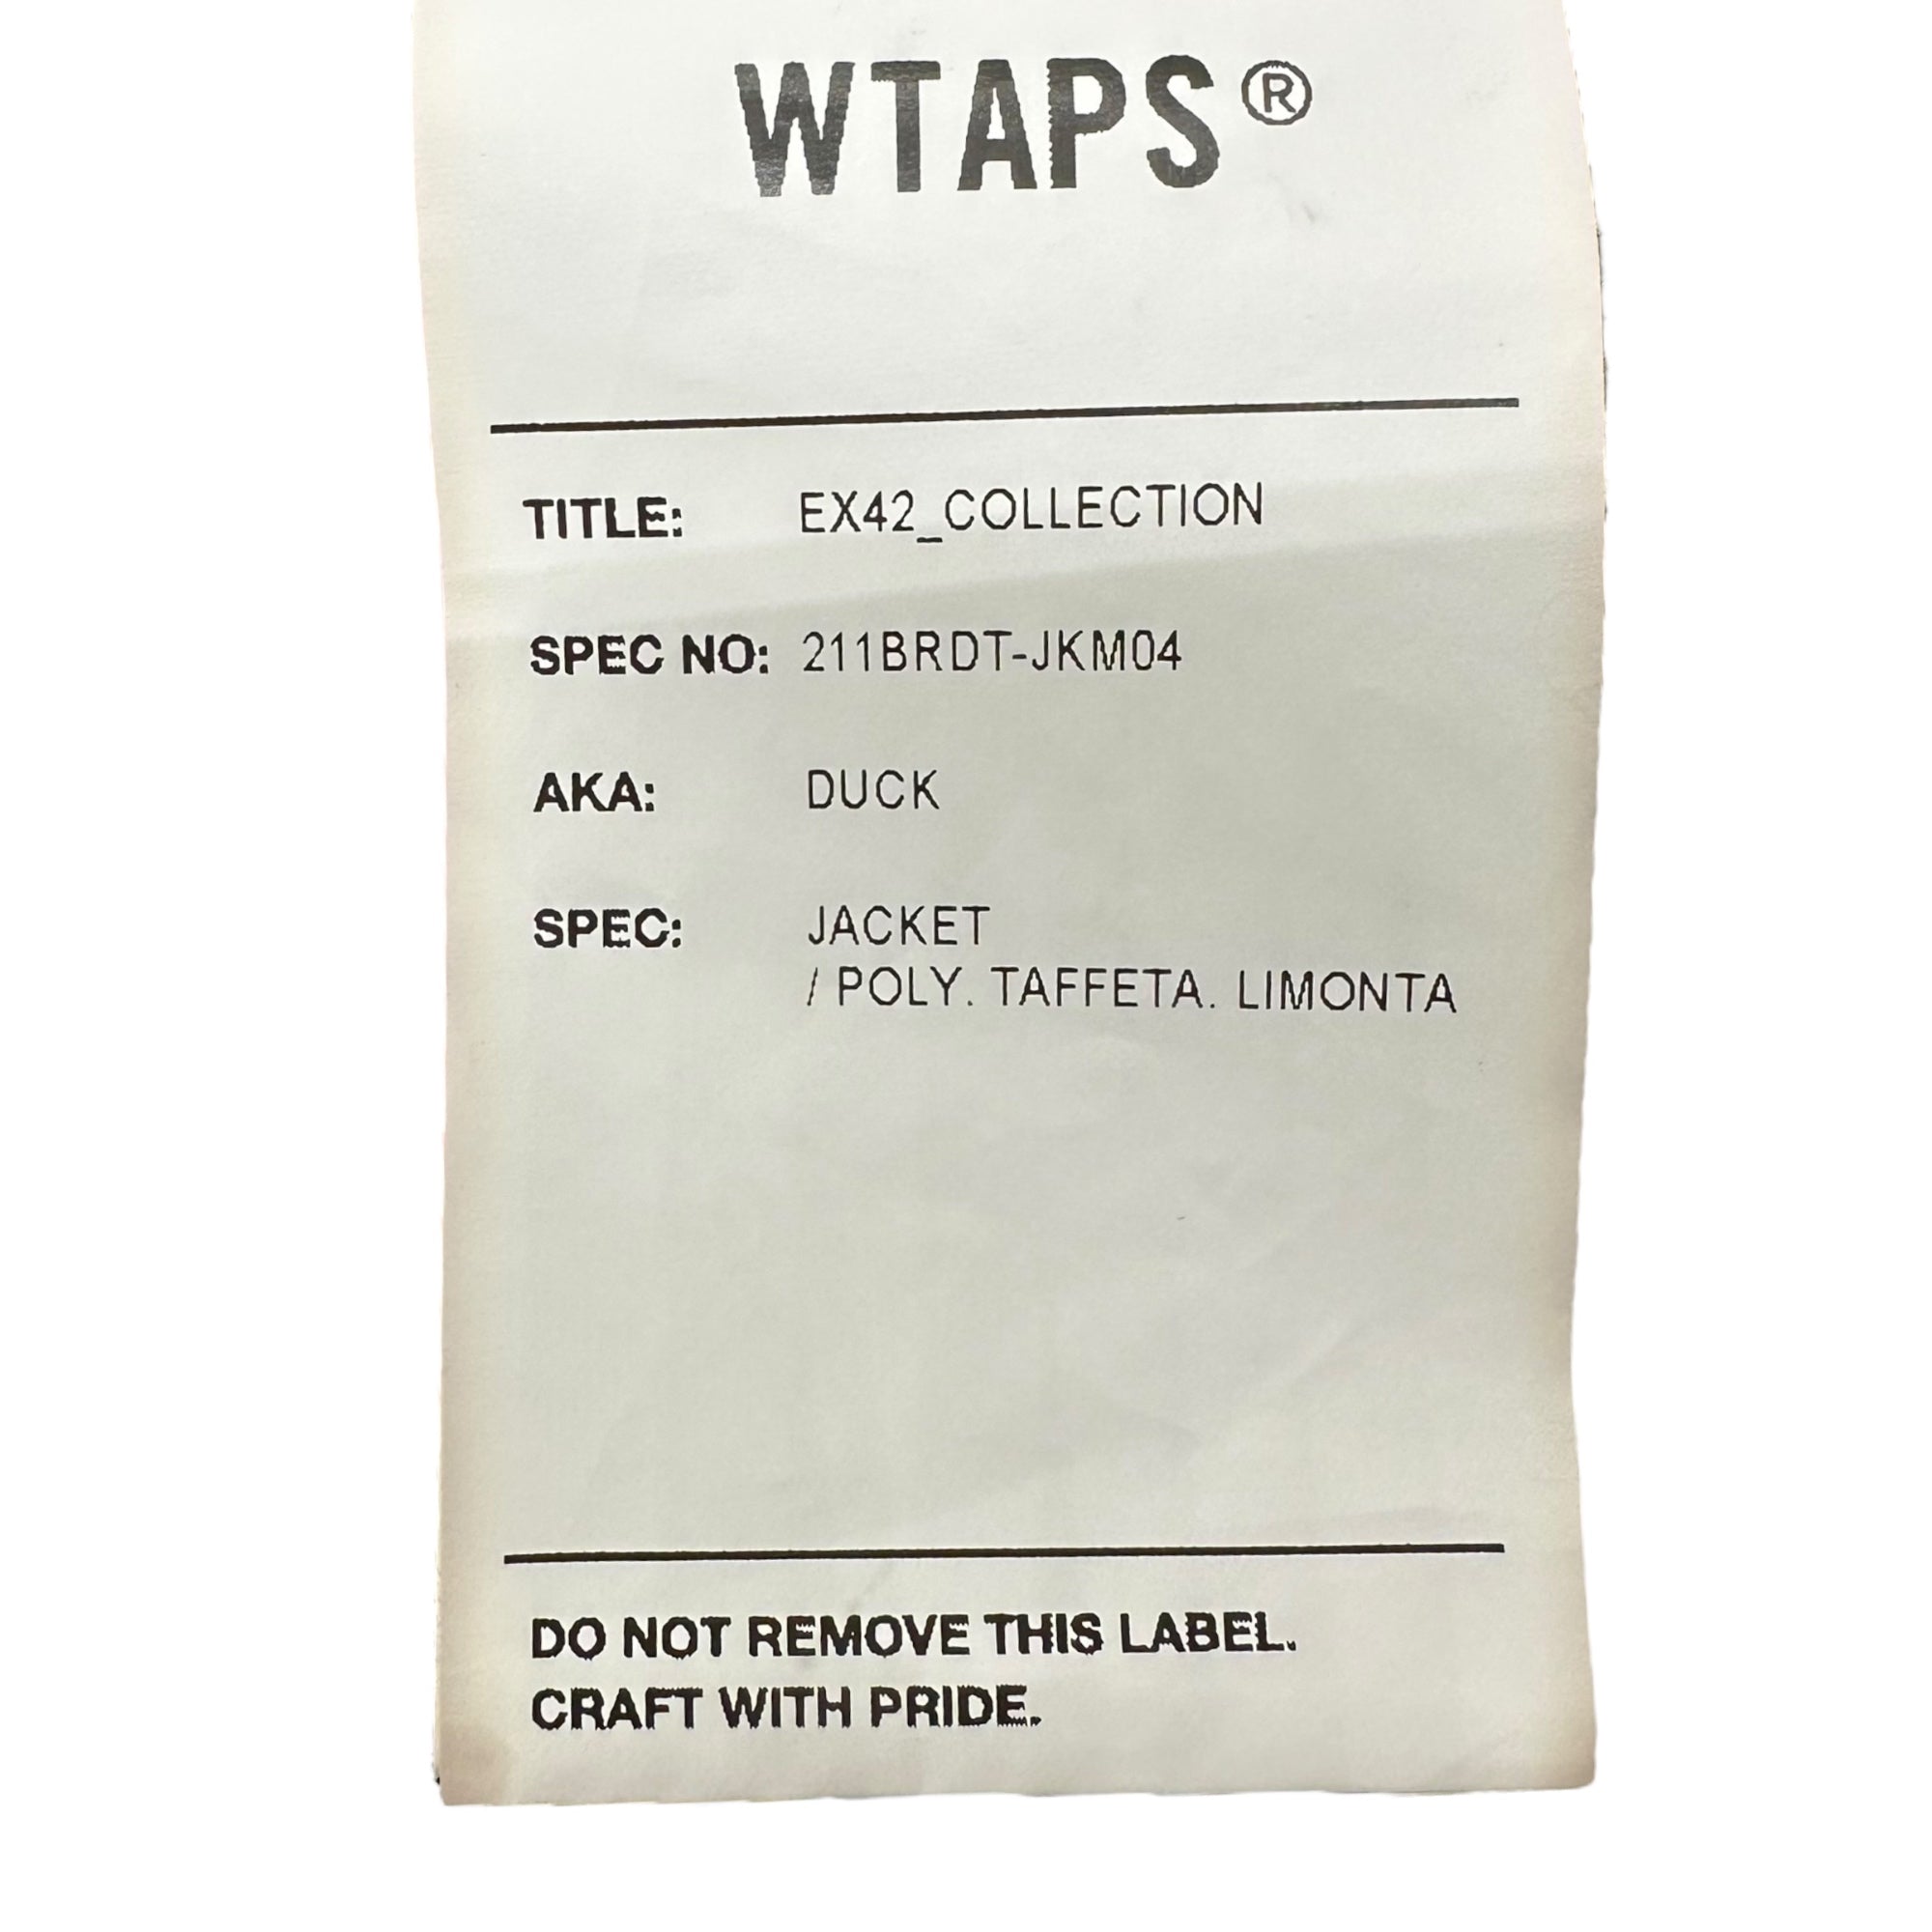 WTAPS®
TITLE: EX42_COLLECTION
SPEC NO: 211BRDT-JKM04
AKA: DUCK
SPEC: JACKET
/ POLY. TAFFETA. LIMONTA
DO NOT REMOVE THIS LABEL.
CRAFT WITH PRIDE.